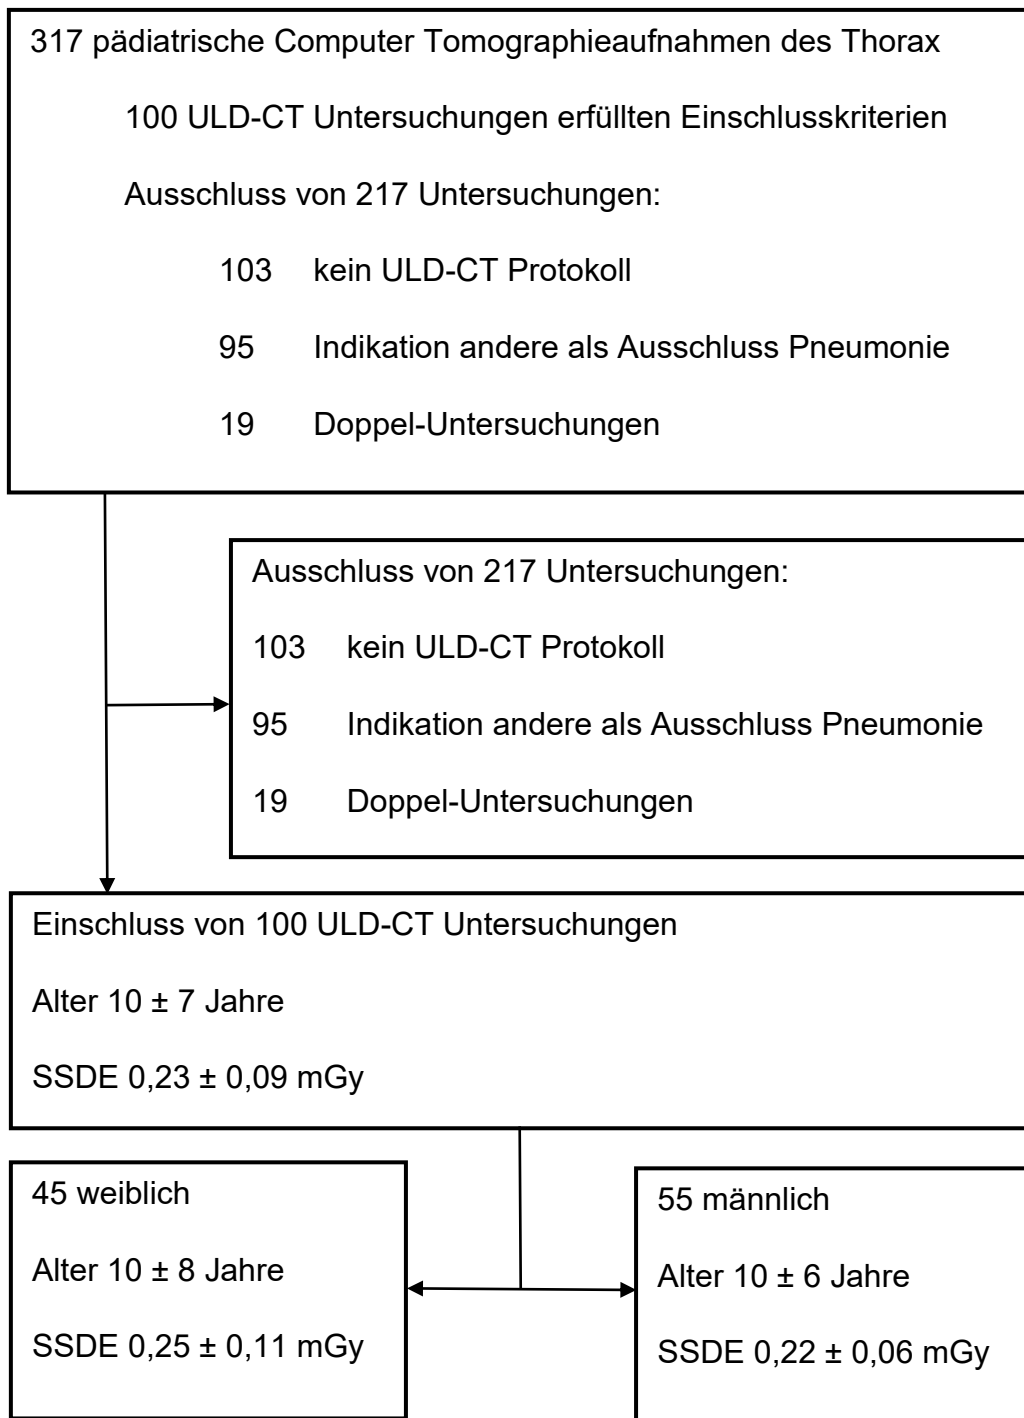 317 pädiatrische Computer Tomographieaufnahmen des Thorax
100 ULD-CT Untersuchungen erfüllten Einschlusskriterien
Ausschluss von 217 Untersuchungen:
103 kein ULD-CT Protokoll
95 Indikation andere als Ausschluss Pneumonie
19 Doppel-Untersuchungen
Ausschluss von 217 Untersuchungen:
103 kein ULD-CT Protokoll
95 Indikation andere als Ausschluss Pneumonie
19 Doppel-Untersuchungen
Einschluss von 100 ULD-CT Untersuchungen
Alter 10 ± 7 Jahre
SSDE 0,23 ± 0,09 mGy
45 weiblich
Alter 10 ± 8 Jahre
SSDE 0,25 ± 0,11 mGy
55 männlich
Alter 10 ± 6 Jahre
SSDE 0,22 ± 0,06 mGy